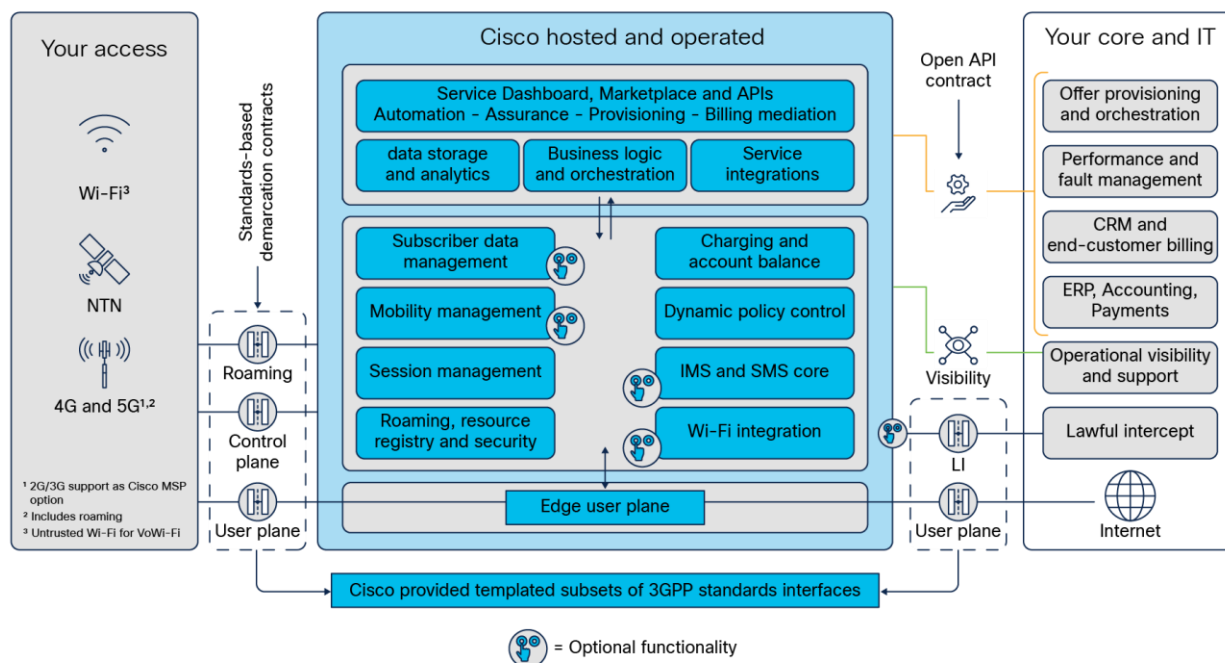 Your access
Wi-Fi³
NTN
4G and 5G¹,²
¹ 2G/3G support as Cisco MSP
option
² Includes roaming
³ Untrusted Wi-Fi for VoWi-Fi
Standards-based
demarcation contracts
Roaming
Control
plane
User plane
Cisco hosted and operated
Service Dashboard, Marketplace and APIs
Automation - Assurance - Provisioning - Billing mediation
data storage
and analytics
Business logic
and orchestration
Service
integrations
Subscriber data
management
Charging and
account balance
Mobility management
Dynamic policy control
Session management
IMS and SMS core
Roaming, resource
registry and security
Wi-Fi integration
Edge user plane
Open API
contract
Visibility
LI
User plane
Your core and IT
Offer provisioning
and orchestration
Performance and
fault management
CRM and
end-customer billing
ERP, Accounting,
Payments
Operational visibility
and support
Lawful intercept
Internet
Cisco provided templated subsets of 3GPP standards interfaces
= Optional functionality